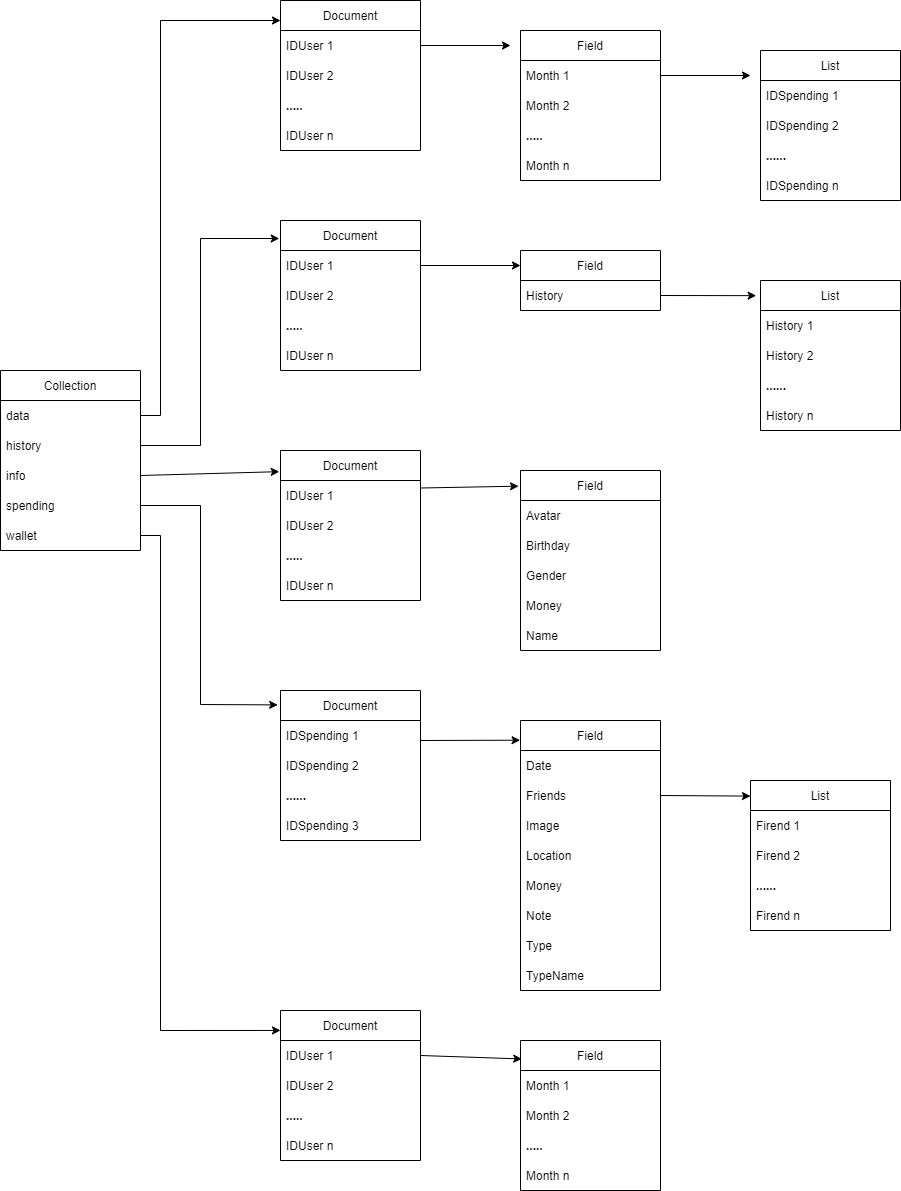 Document
IDUser 1
IDUser 2
.....
IDUser n
Field
Month 1
Month 2
.....
Month n
List
IDSpending 1
IDSpending 2
......
IDSpending n
Document
IDUser 1
IDUser 2
.....
IDUser n
Field
History
List
History 1
History 2
......
History n
Collection
data
history
info
spending
wallet
Document
IDUser 1
IDUser 2
.....
IDUser n
Field
Avatar
Birthday
Gender
Money
Name
Document
IDSpending 1
IDSpending 2
......
IDSpending 3
Field
Date
Friends
Image
Location
Money
Note
Type
TypeName
List
Firend 1
Firend 2
......
Firend n
Document
IDUser 1
IDUser 2
.....
IDUser n
Field
Month 1
Month 2
.....
Month n